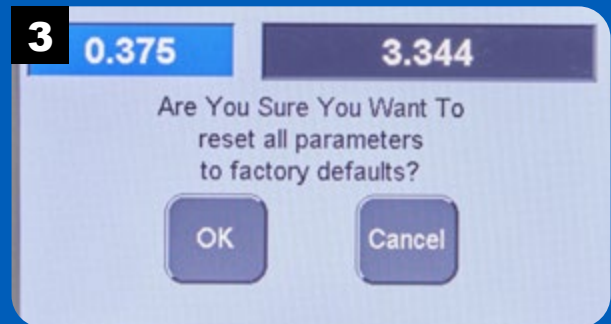 3
0.375 3.344
Are You Sure You Want To
reset all parameters
to factory defaults?
OK Cancel